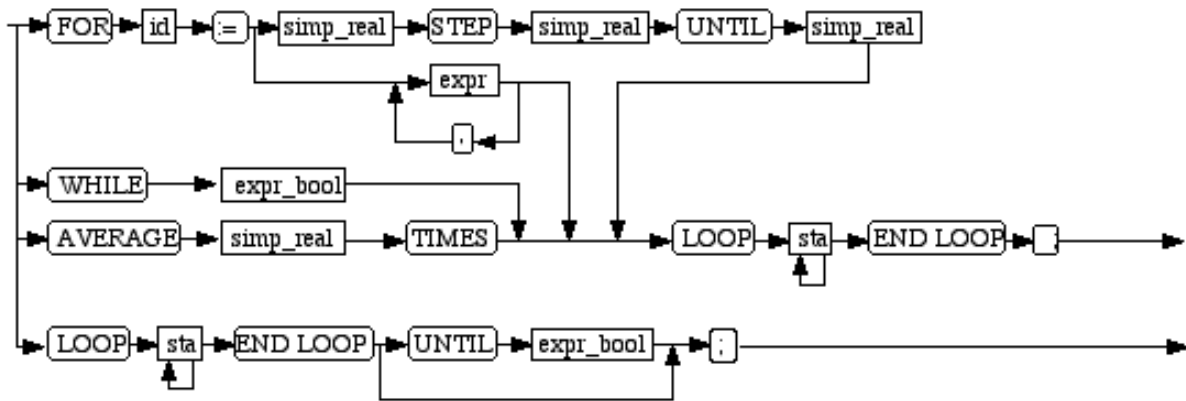 FOR id := simp_real STEP simp_real UNTIL simp_real
expr
,
WHILE expr_bool
AVERAGE simp_real TIMES LOOP sta END LOOP ;
LOOP sta END LOOP UNTIL expr_bool ;